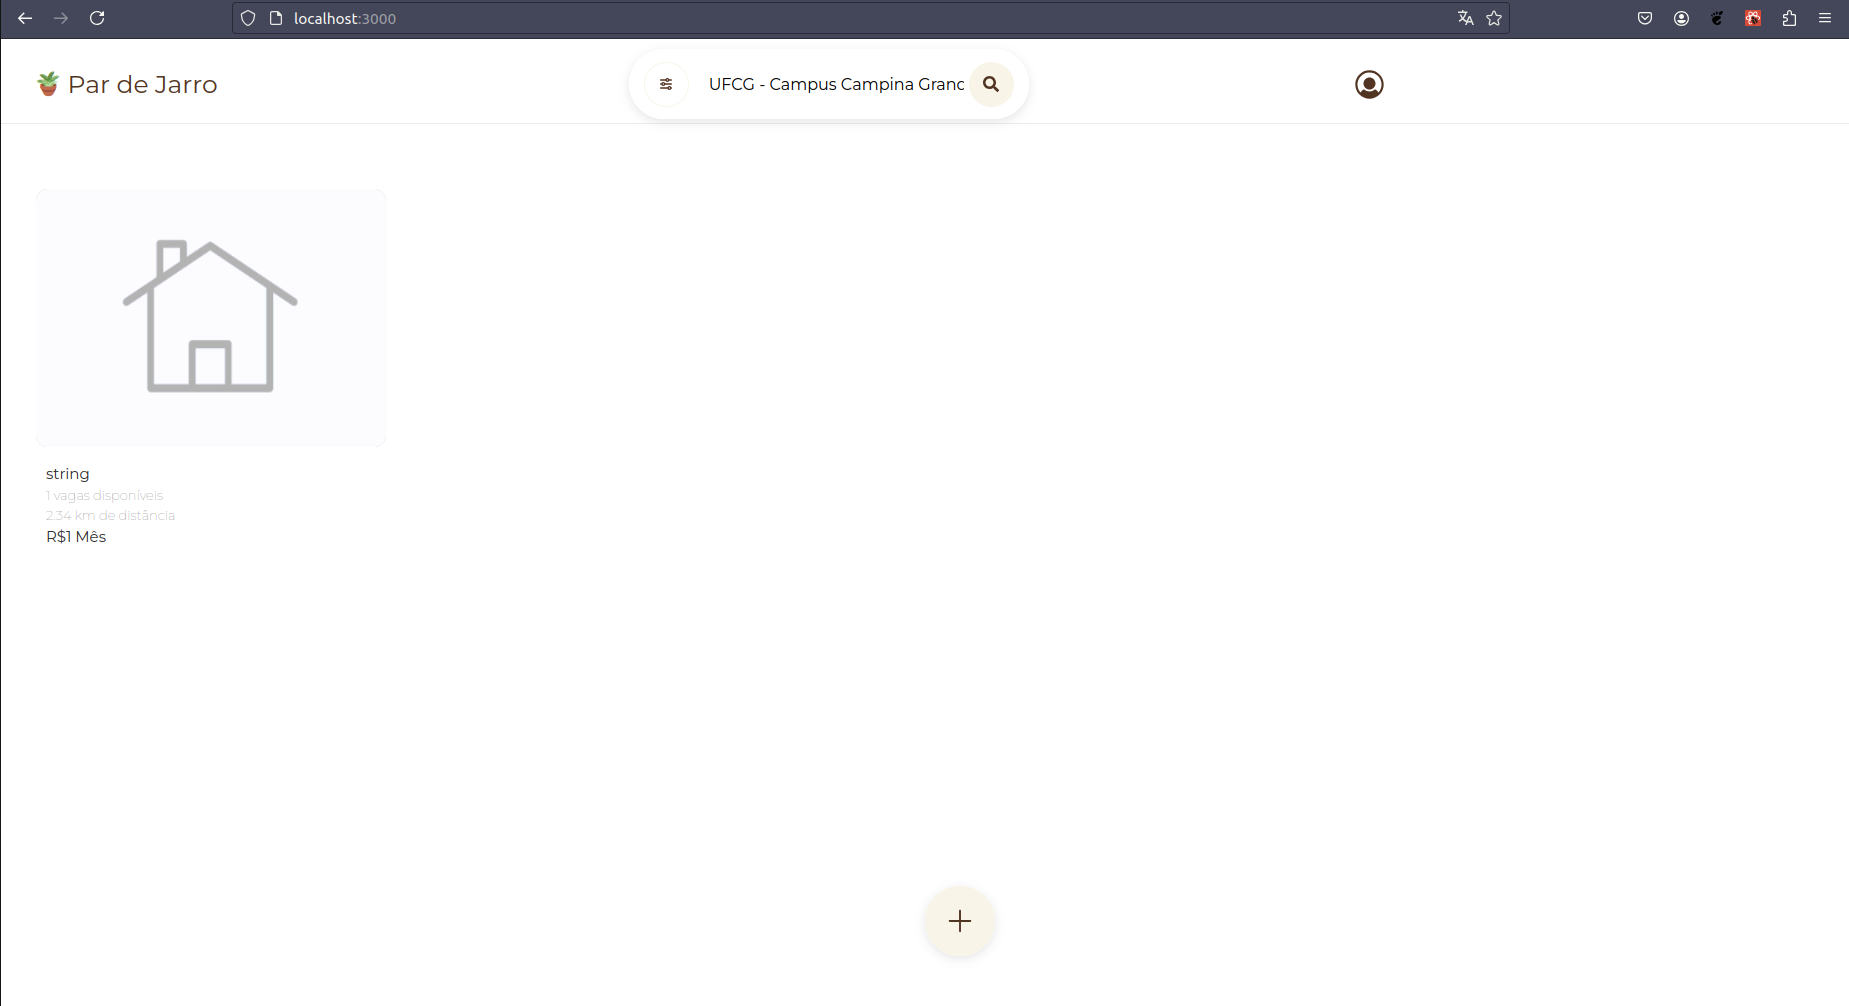 localhost:3000
Par de Jarro
UFCG - Campus Campina Grand
string
1 vagas disponíveis
2.34 km de distância
R$1 Mês